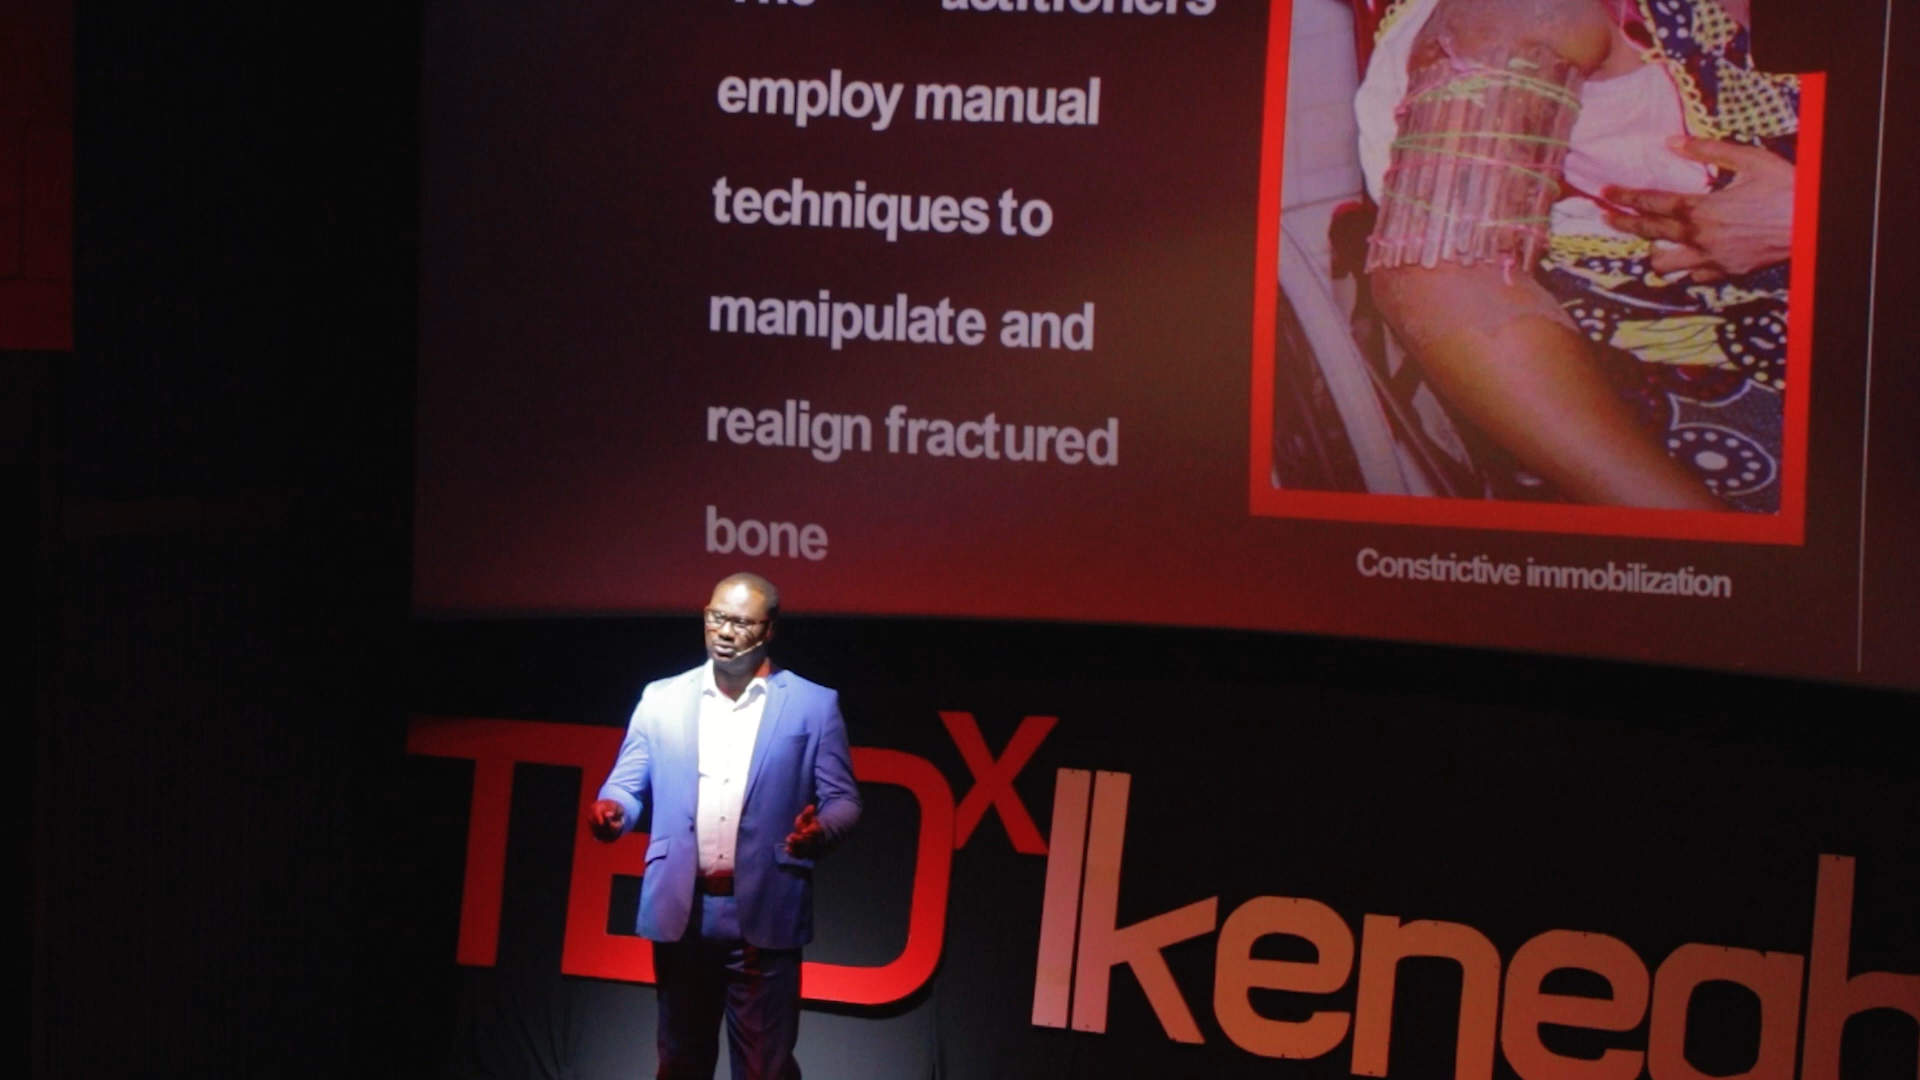 employ manual
techniques to
manipulate and
realign fractured
bone
Constrictive immobilization
TEDx
Ikenegb